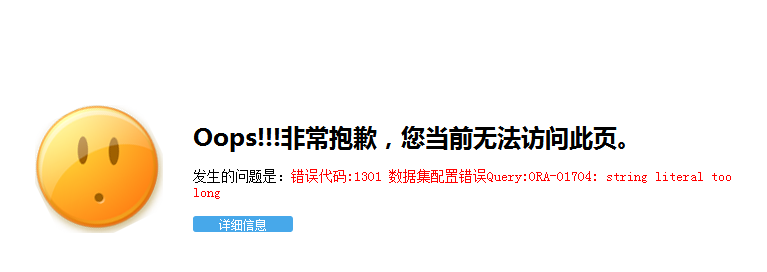 Oops!!!非常抱歉，您当前无法访问此页。
发生的问题是：错误代码:1301 数据集配置错误Query:ORA-01704: string literal too
long
详细信息